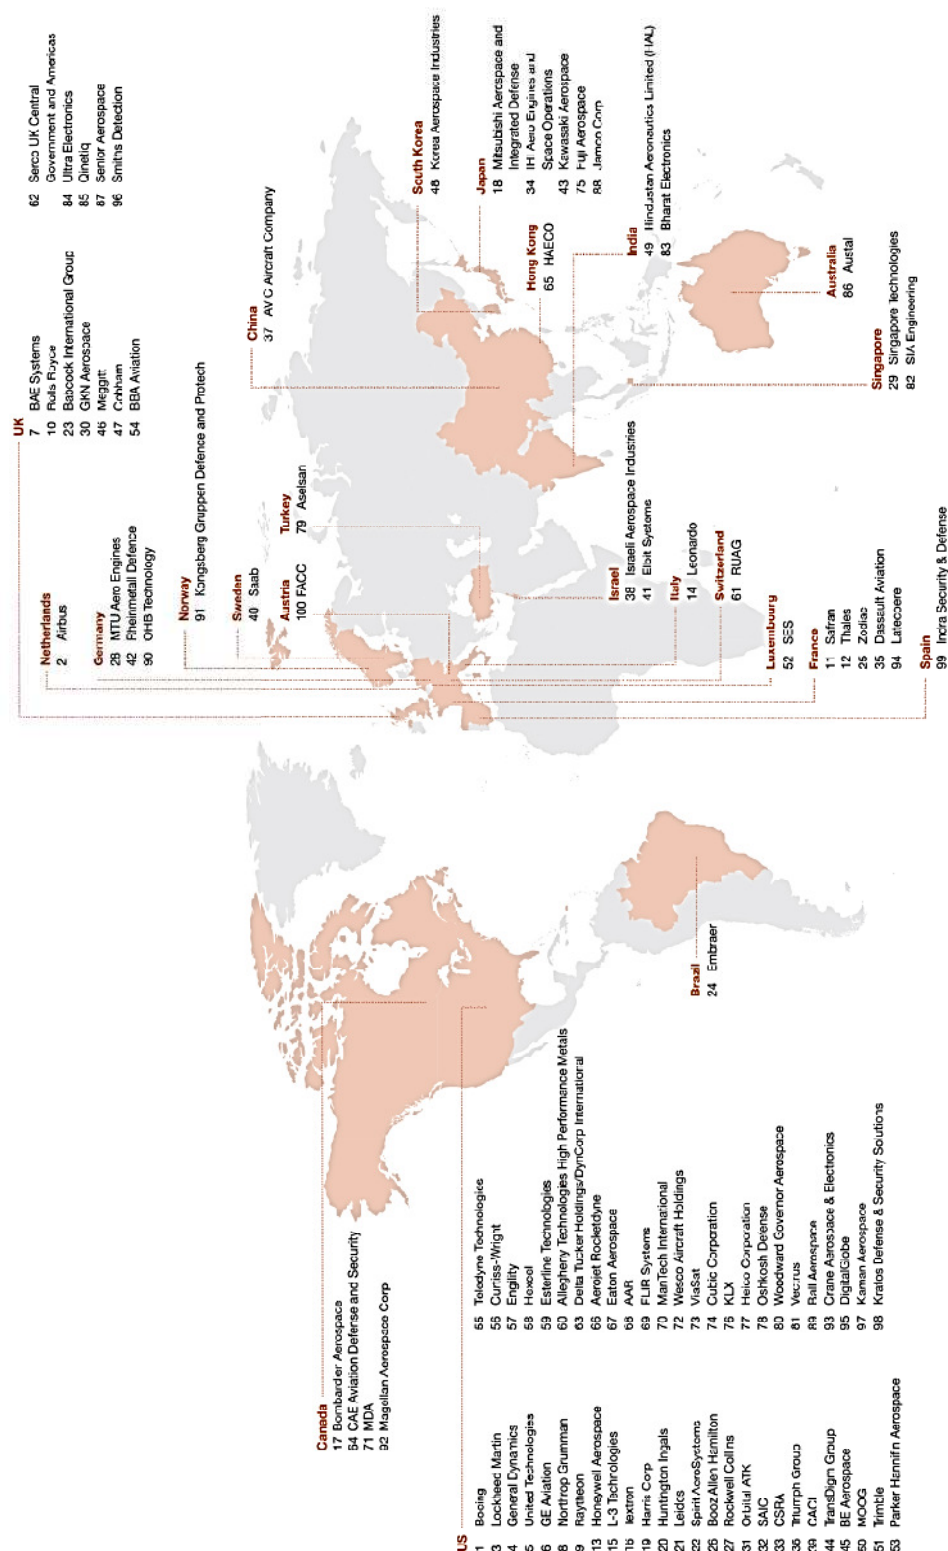 UK
7 BAE Systems
10 Rolls Royce
23 Babcock International Group
30 GKN Aerospace
46 Meggitt
47 Cobham
54 BBA Aviation
62 Serco UK Central
Government and Americas
84 Ultra Electronics
85 Qinetiq
87 Senior Aerospace
96 Smiths Detection
Netherlands
2 Airbus
Germany
28 MTU Aero Engines
42 Rheinmetall Defence
90 OHB Technology
Norway
91 Kongsberg Gruppen Defence and Protech
Sweden
40 Saab
Austria
100 FACC
Turkey
79 Aselsan
China
37 AVIC Aircraft Company
South Korea
48 Korea Aerospace Industries
Japan
18 Mitsubishi Aerospace and
Integrated Defense
34 IHI Aero Engines and
Space Operations
43 Kawasaki Aerospace
75 Fuji Aerospace
88 Jamco Corp
Hong Kong
65 HAECO
India
49 Hindustan Aeronautics Limited (HAL)
83 Bharat Electronics
Australia
86 Austal
Singapore
29 Singapore Technologies
82 SIA Engineering
Israel
38 Israeli Aerospace Industries
41 Elbit Systems
Italy
14 Leonardo
Switzerland
61 RUAG
Luxembourg
52 SES
France
11 Safran
12 Thales
25 Zodiac
35 Dassault Aviation
94 Latecoere
Spain
99 Indra Security & Defense
Brazil
24 Embraer
Canada
17 Bombardier Aerospace
64 CAE Aviation Defense and Security
71 MDA
92 Magellan Aerospace Corp
US
1 Boeing
3 Lockheed Martin
4 General Dynamics
5 United Technologies
6 GE Aviation
8 Northrop Grumman
9 Raytheon
13 Honeywell Aerospace
15 L-3 Technologies
16 Textron
19 Harris Corp
20 Huntington Ingals
21 Leidos
22 Spirit AeroSystems
26 Booz Allen Hamilton
27 Rockwell Collins
31 Orbital ATK
32 SAIC
33 CSRA
36 Triumph Group
39 CACI
44 TransDigm Group
45 BE Aerospace
50 MOOG
51 Trimble
53 Parker Hannifin Aerospace
55 Teledyne Technologies
56 Curtiss-Wright
57 Engility
58 Hexcel
59 Esterline Technologies
60 Allegheny Technologies High Performance Metals
63 Delta Tucker Holdings/DynCorp International
66 Aerojet Rocketdyne
67 Eaton Aerospace
68 AAR
69 FLIR Systems
70 ManTech International
72 Wesco Aircraft Holdings
73 ViaSat
74 Cubic Corporation
76 KLX
77 Heico Corporation
78 Oshkosh Defense
80 Woodward Governor Aerospace
81 Vectrus
89 Ball Aerospace
93 Crane Aerospace & Electronics
95 DigitalGlobe
97 Kaman Aerospace
98 Kratos Defense & Security Solutions